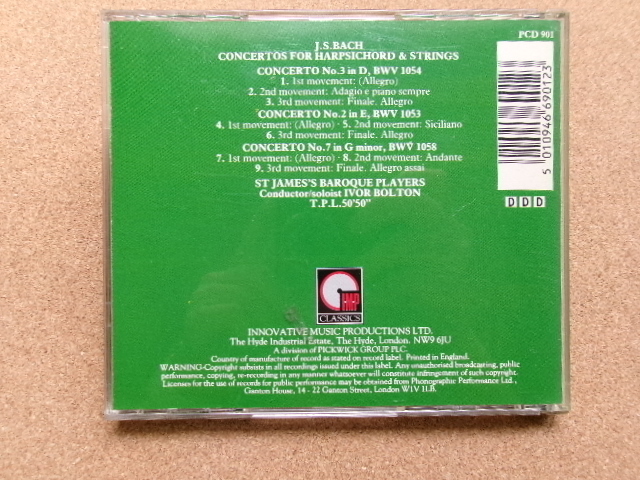 PCD 901
J.S.BACH
CONCERTOS FOR HARPSICHORD & STRINGS
CONCERTO No.3 in D, BWV 1054
1. 1st movement: (Allegro)
2. 2nd movement: Adagio e piano sempre
3. 3rd movement: Finale. Allegro
CONCERTO No.2 in E, BWV 1053
4. 1st movement: (Allegro) · 5. 2nd movement: Siciliano
6. 3rd movement: Finale. Allegro
CONCERTO No.7 in G minor, BWV 1058
7. 1st movement: (Allegro) · 8. 2nd movement: Andante
9. 3rd movement: Finale. Allegro assai
ST JAMES'S BAROQUE PLAYERS
Conductor/soloist IVOR BOLTON
T.P.L.50'50"
5 010946 690123
D D D
IMP
CLASSICS
INNOVATIVE MUSIC PRODUCTIONS LTD.
The Hyde Industrial Estate, The Hyde, London. NW9 6JU
A division of PICKWICK GROUP PLC.
Country of manufacture of record as stated on record label. Printed in England.
WARNING-Copyright subsists in all recordings issued under this label. Any unauthorised broadcasting, public
performance, copying, re-recording in any manner whatsoever will constitute infringement of such copyright.
Licenses for the use of records for public performance may be obtained from Phonographic Performance Ltd.,
Ganton House, 14-22 Ganton Street, London W1V 1LB.